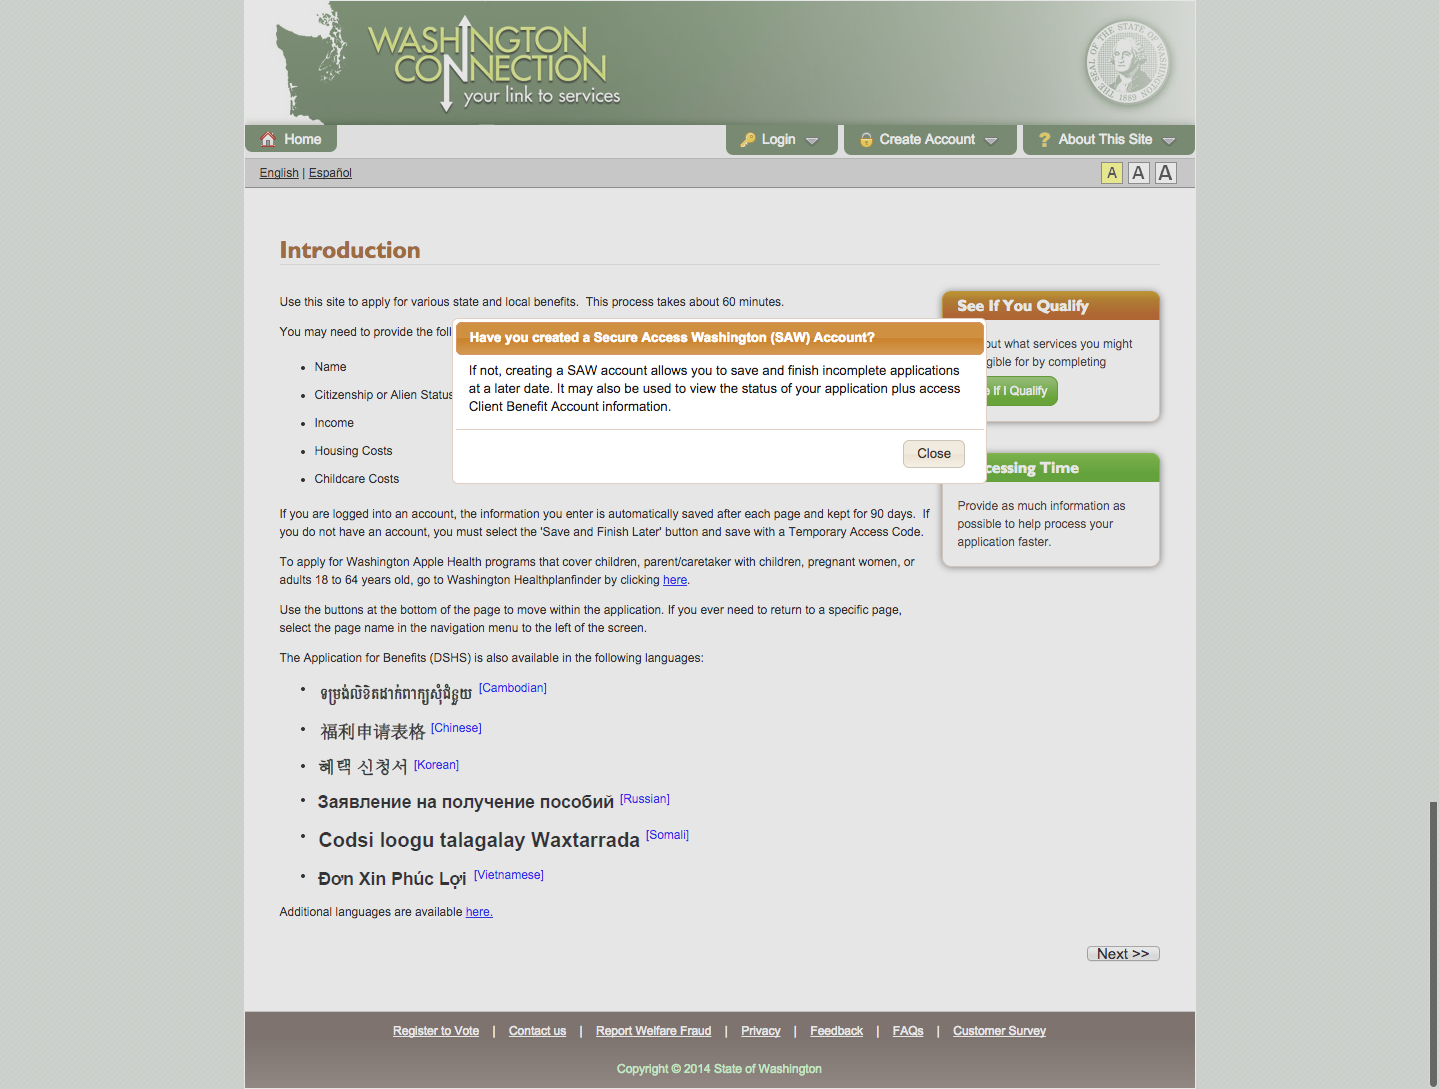 WASHINGTON
CONNECTION
your link to services
THE SEAL OF THE STATE OF WASHINGTON
1889
Home
Login
Create Account
? About This Site
English | Español
A A A
Introduction
Use this site to apply for various state and local benefits.  This process takes about 60 minutes.
You may need to provide the foll
• Name
• Citizenship or Alien Status
• Income
• Housing Costs
• Childcare Costs
Have you created a Secure Access Washington (SAW) Account?
If not, creating a SAW account allows you to save and finish incomplete applications
at a later date. It may also be used to view the status of your application plus access
Client Benefit Account information.
Close
See If You Qualify
out what services you might
gible for by completing
If I Qualify
cessing Time
Provide as much information as
possible to help process your
application faster.
If you are logged into an account, the information you enter is automatically saved after each page and kept for 90 days.  If
you do not have an account, you must select the 'Save and Finish Later' button and save with a Temporary Access Code.
To apply for Washington Apple Health programs that cover children, parent/caretaker with children, pregnant women, or
adults 18 to 64 years old, go to Washington Healthplanfinder by clicking here.
Use the buttons at the bottom of the page to move within the application. If you ever need to return to a specific page,
select the page name in the navigation menu to the left of the screen.
The Application for Benefits (DSHS) is also available in the following languages:
• ទម្រង់លិខិតដាក់ពាក្យសុំជំនួយ [Cambodian]
• 福利申请表格 [Chinese]
• 혜택 신청서 [Korean]
• Заявление на получение пособий [Russian]
• Codsi loogu talagalay Waxtarrada [Somali]
• Đơn Xin Phúc Lợi [Vietnamese]
Additional languages are available here.
Next >>
Register to Vote | Contact us | Report Welfare Fraud | Privacy | Feedback | FAQs | Customer Survey
Copyright © 2014 State of Washington